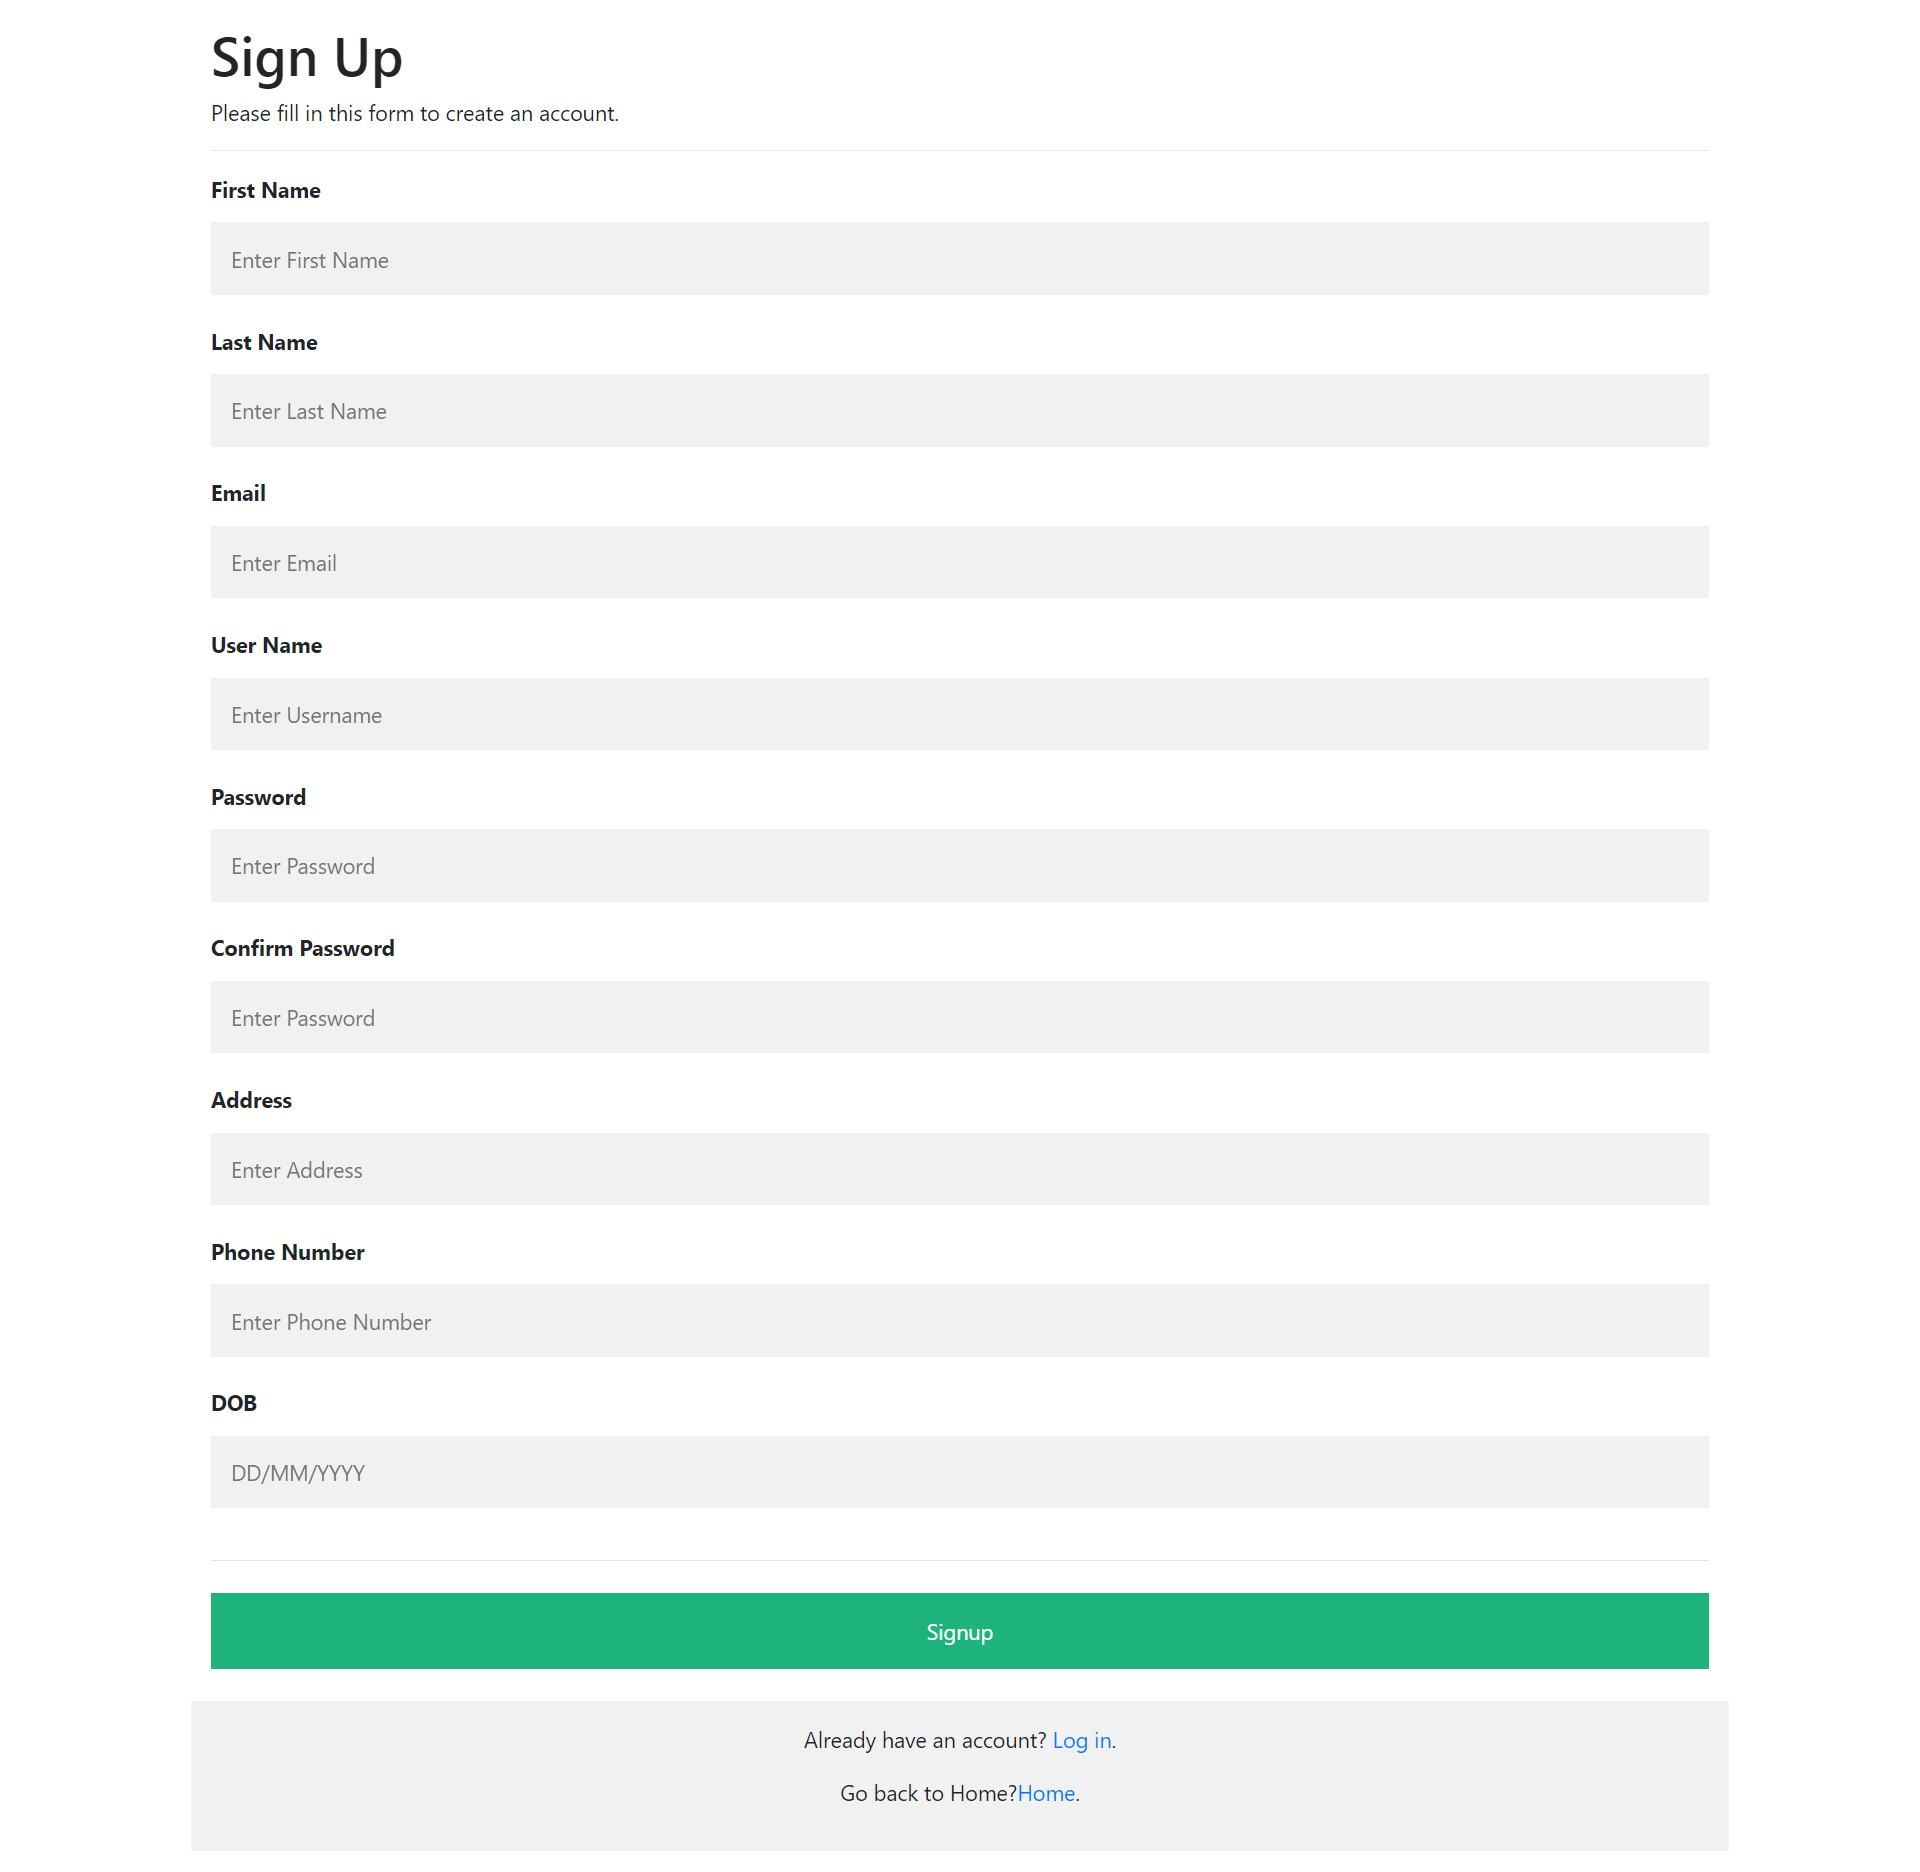 Sign Up
Please fill in this form to create an account.
First Name
Enter First Name
Last Name
Enter Last Name
Email
Enter Email
User Name
Enter Username
Password
Enter Password
Confirm Password
Enter Password
Address
Enter Address
Phone Number
Enter Phone Number
DOB
DD/MM/YYYY
Signup
Already have an account? Log in.
Go back to Home?Home.